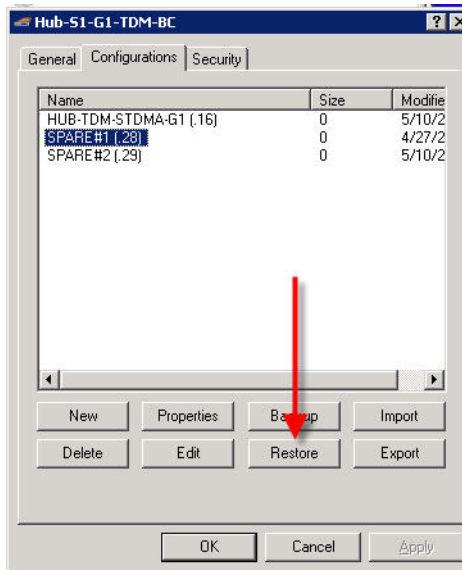 Hub-S1-G1-TDM-BC
General Configurations Security
Name Size Modifie
HUB-TDM-STDMA-G1 (.16) 0 5/10/2
SPARE#1 (.28) 0 4/27/2
SPARE#2 (.29) 0 5/10/2
New Properties Backup Import
Delete Edit Restore Export
OK Cancel Apply